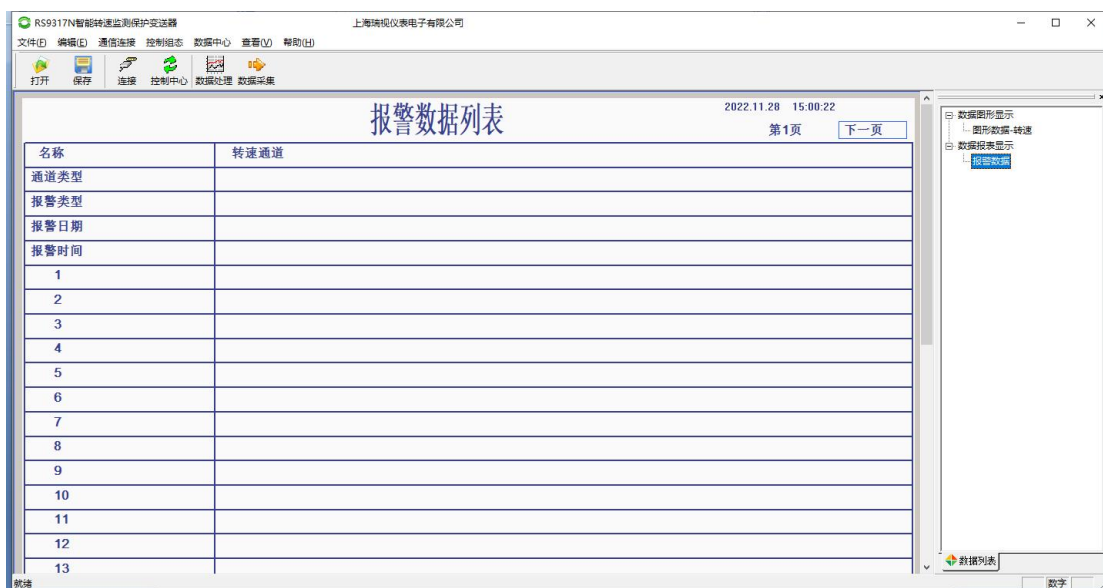 RS9317N智能转速监测保护变送器 上海瑞视仪表电子有限公司
文件(F) 编辑(E) 通信连接 控制组态 数据中心 查看(V) 帮助(H)
打开 保存 连接 控制中心 数据处理 数据采集
报警数据列表
2022.11.28 15:00:22
第1页 下一页
名称 转速通道
通道类型
报警类型
报警日期
报警时间
1
2
3
4
5
6
7
8
9
10
11
12
13
数据图形显示
图形数据-转速
数据报表显示
报警数据
数据列表
就绪 数字